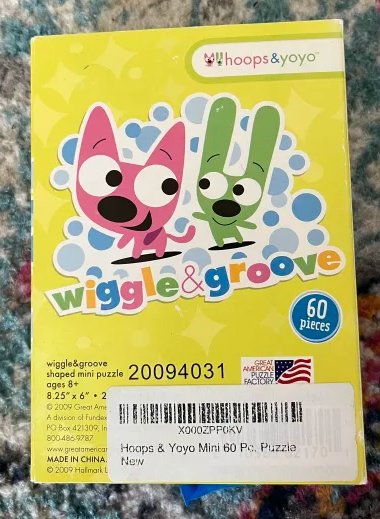 hoops&yoyo™
wiggle&groove
60
pieces
wiggle&groove
shaped mini puzzle
ages 8+
8.25" x 6" • 2
20094031
GREAT
AMERICAN
PUZZLE
FACTORY
© 2009 Great Ame
A division of Fundex
PO Box 421309, In
800-486-9787
www.greatamerican
MADE IN CHINA.
© 2009 Hallmark L
X000ZPP0KV
Hoops & Yoyo Mini 60 Pc. Puzzle
New